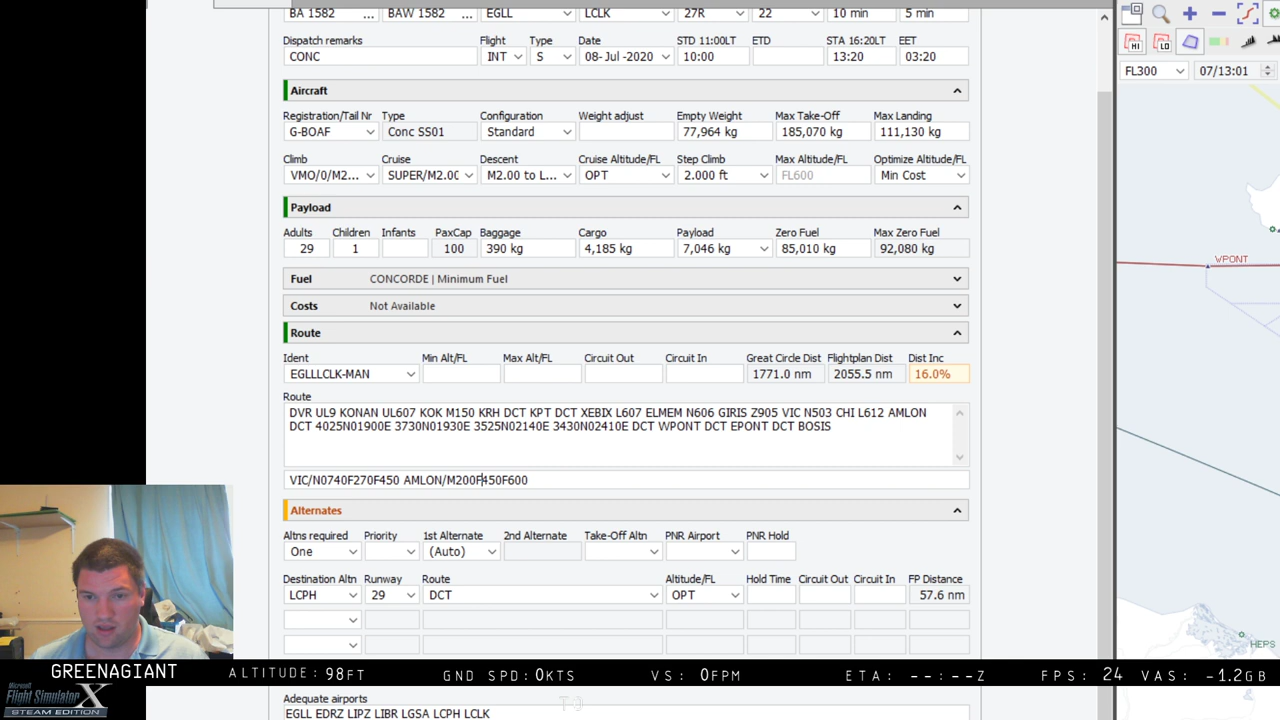 BA 1582 ... BAW 1582 ... EGLL LCLK 27R 22 10 min 5 min
Dispatch remarks Flight Type Date STD 11:00LT ETD STA 16:20LT EET
CONC INT S 08-Jul-2020 10:00 13:20 03:20
Aircraft
Registration/Tail Nr Type Configuration Weight adjust Empty Weight Max Take-Off Max Landing
G-BOAF Conc SS01 Standard 77,964 kg 185,070 kg 111,130 kg
Climb Cruise Descent Cruise Altitude/FL Step Climb Max Altitude/FL Optimize Altitude/FL
VMO/0/M2... SUPER/M2.00 M2.00 to L... OPT 2.000 ft FL600 Min Cost
Payload
Adults Children Infants PaxCap Baggage Cargo Payload Zero Fuel Max Zero Fuel
29 1 100 390 kg 4,185 kg 7,046 kg 85,010 kg 92,080 kg
Fuel CONCORDE | Minimum Fuel
Costs Not Available
Route
Ident Min Alt/FL Max Alt/FL Circuit Out Circuit In Great Circle Dist Flightplan Dist Dist Inc
EGLLLCLK-MAN 1771.0 nm 2055.5 nm 16.0%
Route
DVR UL9 KONAN UL607 KOK M150 KRH DCT KPT DCT XEBIX L607 ELMEM N606 GIRIS Z905 VIC N503 CHI L612 AMLON
DCT 4025N01900E 3730N01930E 3525N02140E 3430N02410E DCT WPONT DCT EPONT DCT BOSIS
VIC/N0740F270F450 AMLON/M200F450F600
Alternates
Altns required Priority 1st Alternate 2nd Alternate Take-Off Altn PNR Airport PNR Hold
One (Auto)
Destination Altn Runway Route Altitude/FL Hold Time Circuit Out Circuit In FP Distance
LCPH 29 DCT OPT 57.6 nm
Adequate airports
EGLL EDRZ LIPZ LIBR LGSA LCPH LCLK
HI LO
FL300 07/13:01
WPONT
HEPS
GREENAGIANT ALTITUDE: 98FT GND SPD: 0KTS VS: 0FPM ETA: --:--Z FPS: 24 VAS: -1.2GB
Microsoft
Flight Simulator X
STEAM EDITION